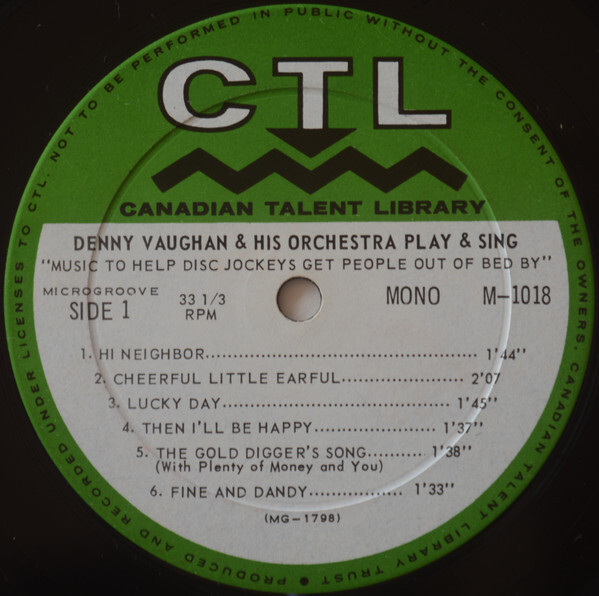 PRODUCED AND RECORDED UNDER LICENSES TO CTL. NOT TO BE PERFORMED IN PUBLIC WITHOUT THE CONSENT OF THE OWNERS, CANADIAN TALENT LIBRARY TRUST ●
CTL
CANADIAN TALENT LIBRARY
DENNY VAUGHAN & HIS ORCHESTRA PLAY & SING
"MUSIC TO HELP DISC JOCKEYS GET PEOPLE OUT OF BED BY"
MICROGROOVE 33 1/3 MONO M-1018
SIDE 1 RPM
1. HI NEIGHBOR................................................ 1'44"
2. CHEERFUL LITTLE EARFUL..................... 2'07
3. LUCKY DAY.......................................... 1'45"
4. THEN I'LL BE HAPPY...................... 1'37"
5. THE GOLD DIGGER'S SONG.......... 1'38"
(With Plenty of Money and You)
6. FINE AND DANDY................ 1'33"
(MG-1798)